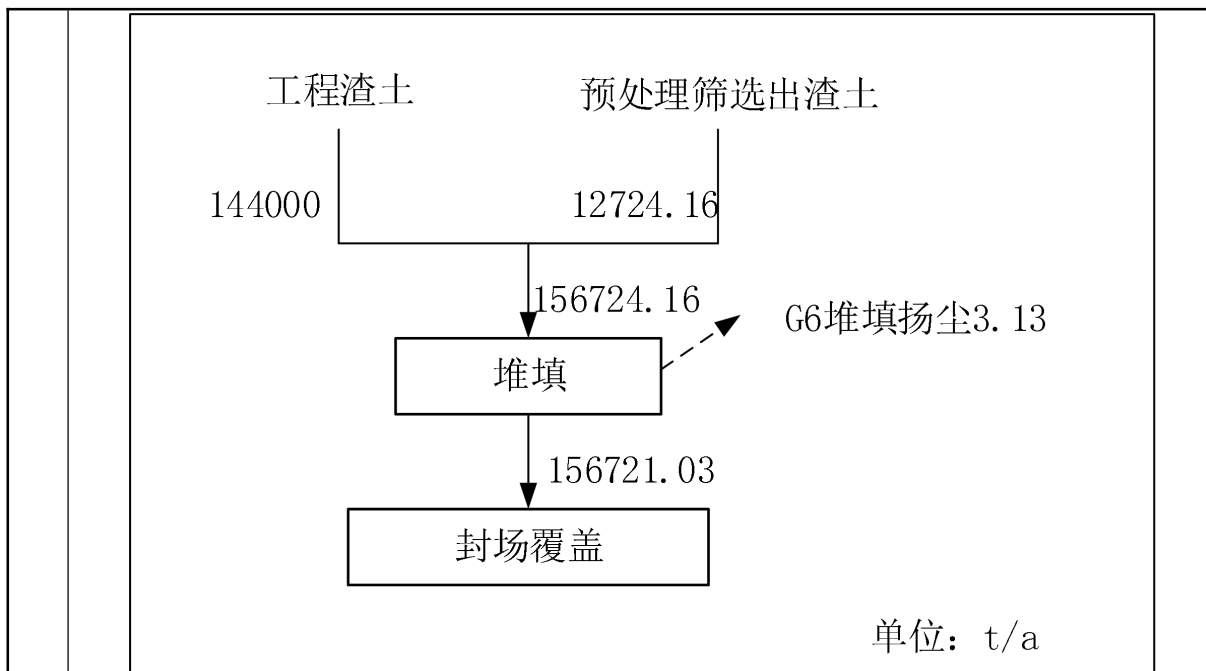 工程渣土
预处理筛选出渣土
144000
12724.16
156724.16
G6堆填扬尘3.13
堆填
156721.03
封场覆盖
单位：t/a